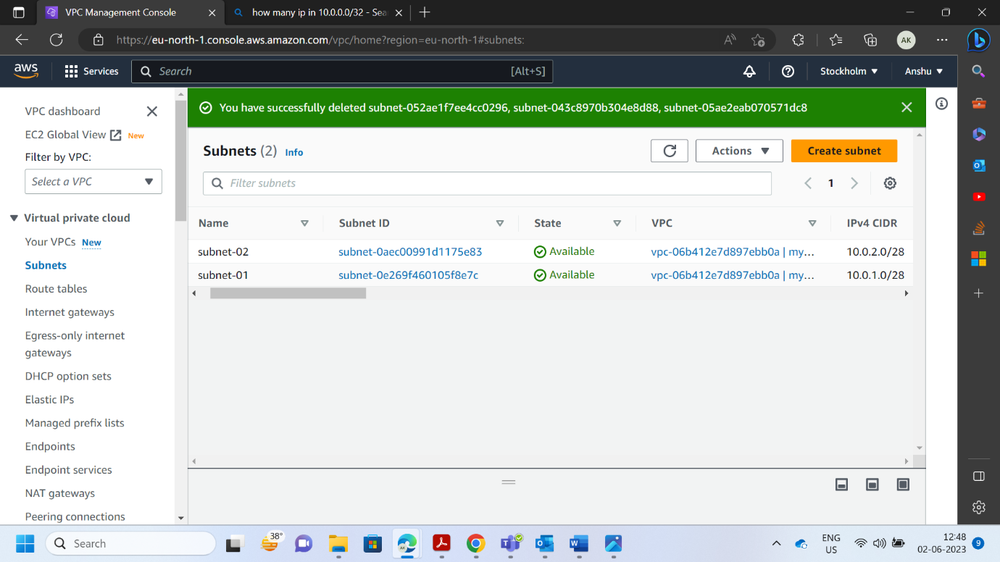 VPC Management Console
how many ip in 10.0.0.0/32 - Sea
https://eu-north-1.console.aws.amazon.com/vpc/home?region=eu-north-1#subnets:
AK
aws
Services
Search
[Alt+S]
Stockholm
Anshu
VPC dashboard
EC2 Global View
New
Filter by VPC:
Select a VPC
Virtual private cloud
Your VPCs New
Subnets
Route tables
Internet gateways
Egress-only internet
gateways
DHCP option sets
Elastic IPs
Managed prefix lists
Endpoints
Endpoint services
NAT gateways
Peering connections
You have successfully deleted subnet-052ae1f7ee4cc0296, subnet-043c8970b304e8d88, subnet-05ae2eab070571dc8
Subnets (2) Info
Actions
Create subnet
Filter subnets
1
Name Subnet ID State VPC IPv4 CIDR
subnet-02 subnet-0aec00991d1175e83 Available vpc-06b412e7d897ebb0a | my... 10.0.2.0/28
subnet-01 subnet-0e269f460105f8e7c Available vpc-06b412e7d897ebb0a | my... 10.0.1.0/28
Search
38°
ENG
US
12:48
02-06-2023
9